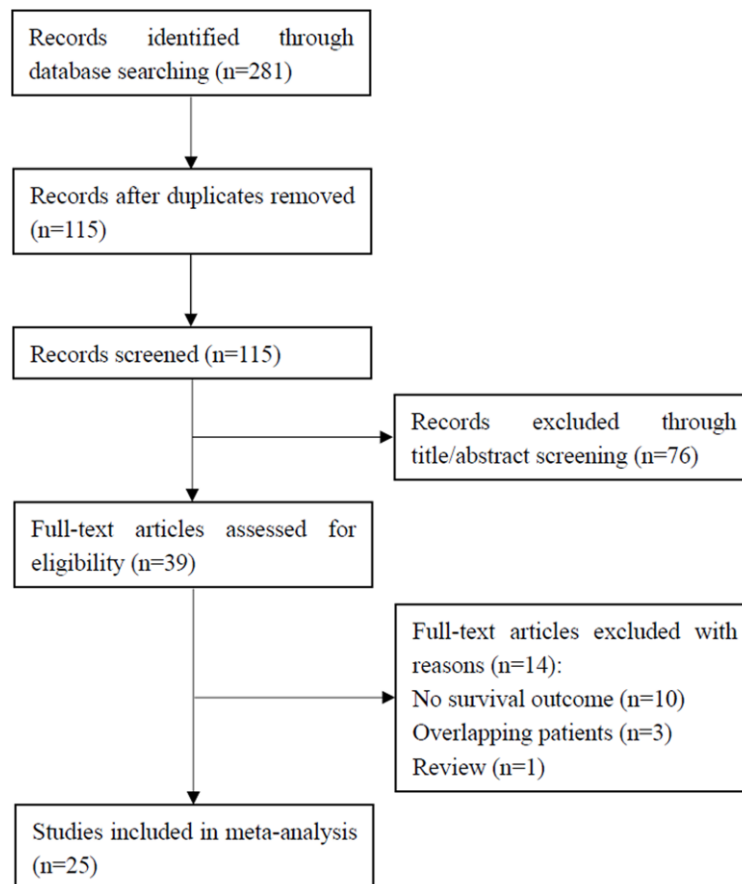 Records identified through
database searching (n=281)
Records after duplicates removed
(n=115)
Records screened (n=115)
Records excluded through
title/abstract screening (n=76)
Full-text articles assessed for
eligibility (n=39)
Full-text articles excluded with
reasons (n=14):
No survival outcome (n=10)
Overlapping patients (n=3)
Review (n=1)
Studies included in meta-analysis
(n=25)